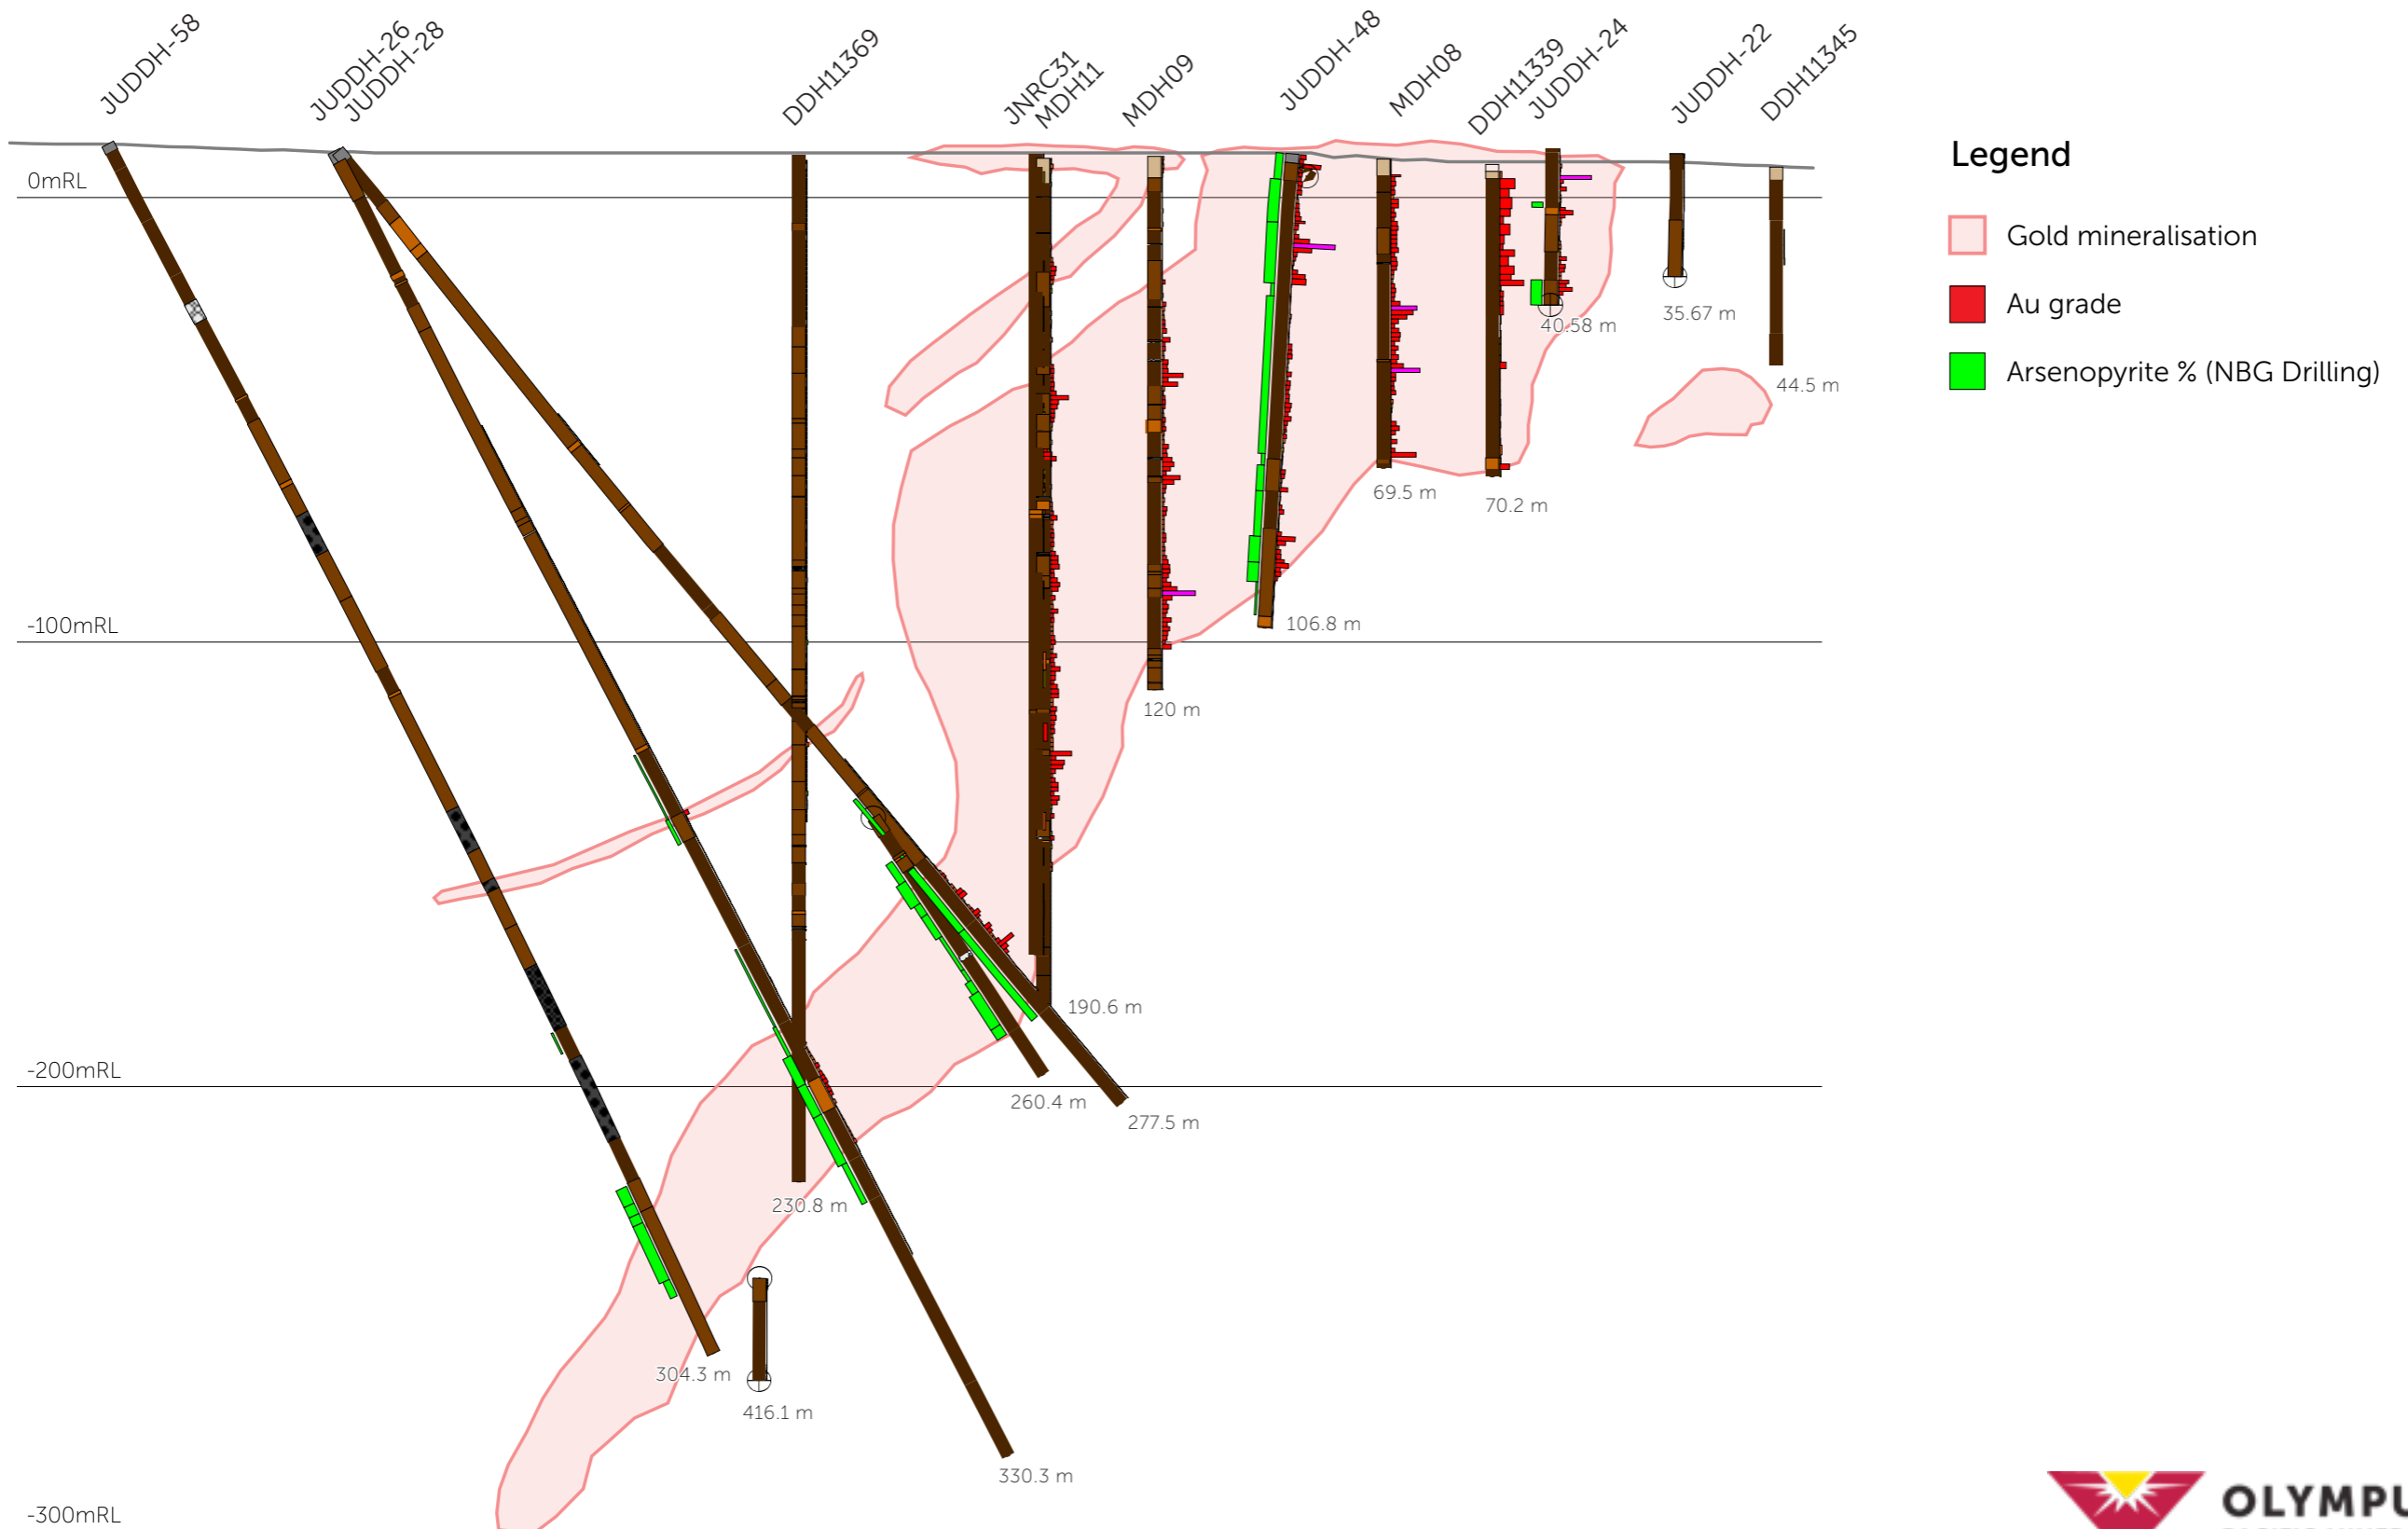 JUDDH-58
JUDDH-26
JUDDH-28
DDH11369
JNRC31
MDH11
MDH09
JUDDH-48
MDH08
DDH11339
JUDDH-24
JUDDH-22
DDH11345
Legend
Gold mineralisation
Au grade
Arsenopyrite % (NBG Drilling)
0mRL
35.67 m
40.58 m
44.5 m
69.5 m
70.2 m
106.8 m
-100mRL
120 m
190.6 m
-200mRL
260.4 m
277.5 m
230.8 m
304.3 m
416.1 m
330.3 m
-300mRL
OLYMPU